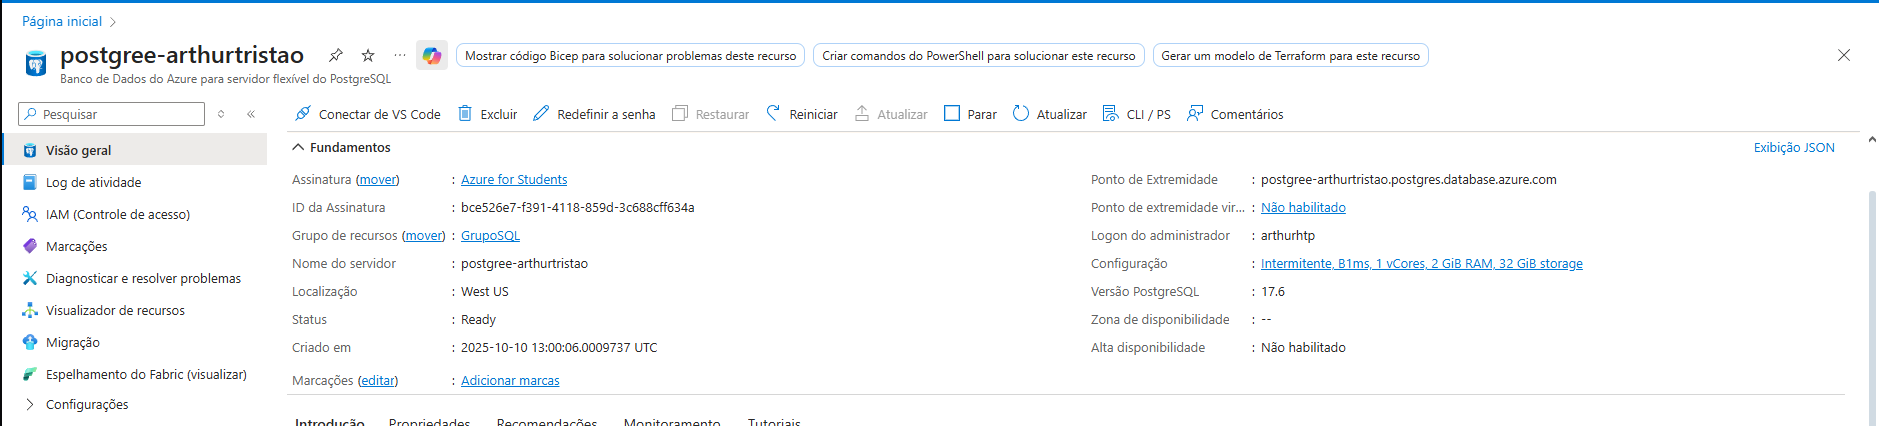 Página inicial
postgree-arthurtristao
Mostrar código Bicep para solucionar problemas deste recurso
Criar comandos do PowerShell para solucionar este recurso
Gerar um modelo de Terraform para este recurso
Banco de Dados do Azure para servidor flexível do PostgreSQL
Pesquisar
Visão geral
Log de atividade
IAM (Controle de acesso)
Marcações
Diagnosticar e resolver problemas
Visualizador de recursos
Migração
Espelhamento do Fabric (visualizar)
Configurações
Conectar de VS Code
Excluir
Redefinir a senha
Restaurar
Reiniciar
Atualizar
Parar
Atualizar
CLI / PS
Comentários
Fundamentos
Exibição JSON
Assinatura (mover) : Azure for Students
ID da Assinatura : bce526e7-f391-4118-859d-3c688cff634a
Grupo de recursos (mover) : GrupoSQL
Nome do servidor : postgree-arthurtristao
Localização : West US
Status : Ready
Criado em : 2025-10-10 13:00:06.0009737 UTC
Marcações (editar) : Adicionar marcas
Ponto de Extremidade : postgree-arthurtristao.postgres.database.azure.com
Ponto de extremidade vir... : Não habilitado
Logon do administrador : arthurhtp
Configuração : Intermitente, B1ms, 1 vCores, 2 GiB RAM, 32 GiB storage
Versão PostgreSQL : 17.6
Zona de disponibilidade : --
Alta disponibilidade : Não habilitado
Introdução
Propriedades
Recomendações
Monitoramento
Tutoriais